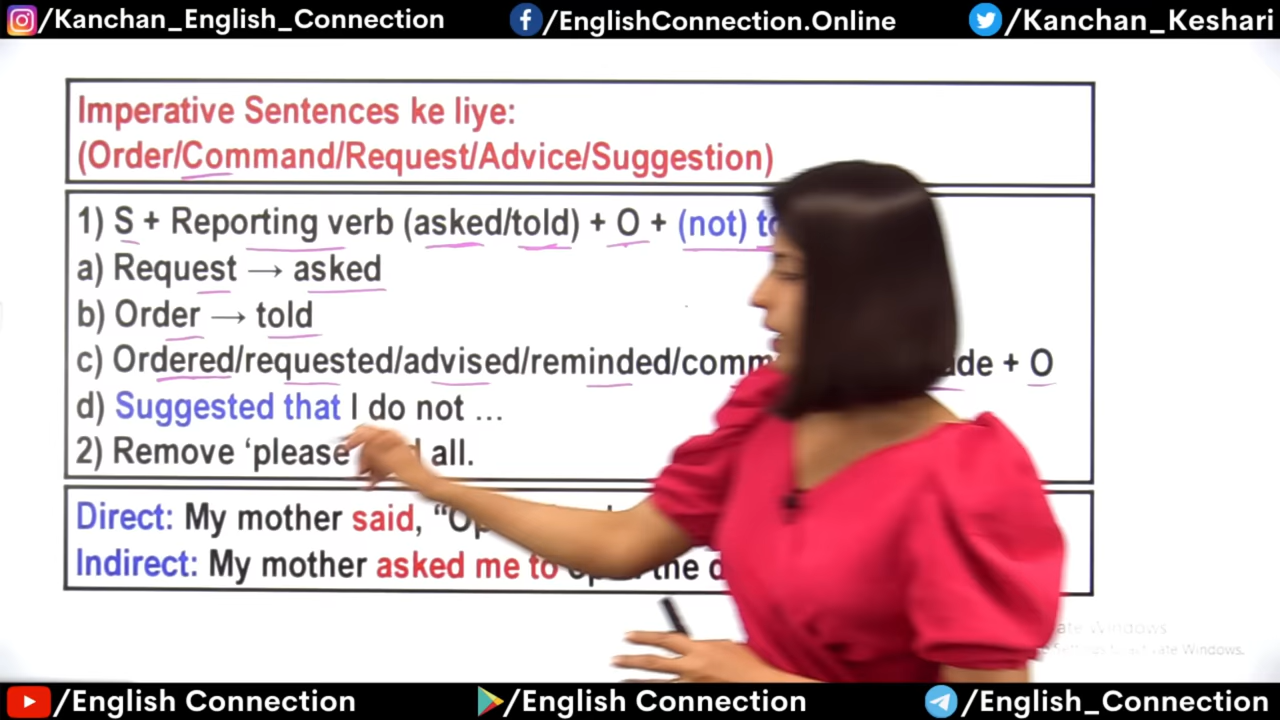 /Kanchan_English_Connection
/EnglishConnection.Online
/Kanchan_Keshari
Imperative Sentences ke liye:
(Order/Command/Request/Advice/Suggestion)
1) S + Reporting verb (asked/told) + O + (not)
a) Request → asked
b) Order → told
c) Ordered/requested/advised/reminded/ + O
d) Suggested that I do not ...
2) Remove ‘please all.
Direct: My mother said, “
Indirect: My mother asked me to the
Windows
Windows.
/English Connection
/English Connection
/English_Connection